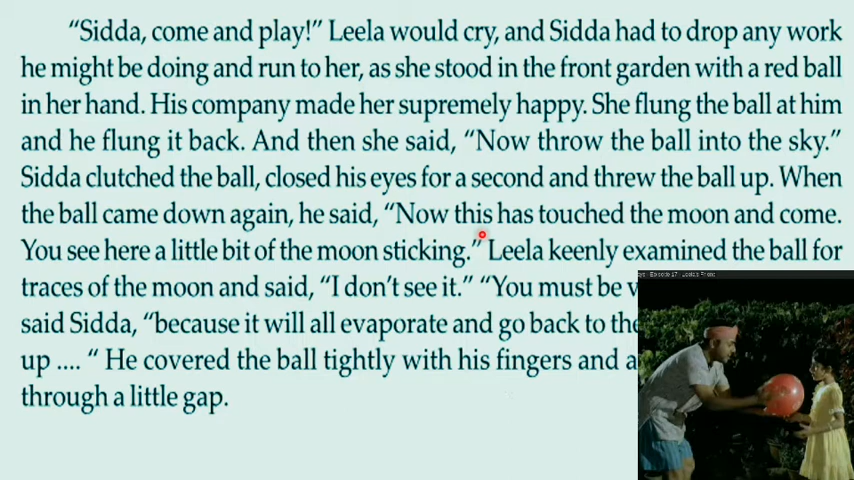 “Sidda, come and play!” Leela would cry, and Sidda had to drop any work
he might be doing and run to her, as she stood in the front garden with a red ball
in her hand. His company made her supremely happy. She flung the ball at him
and he flung it back. And then she said, “Now throw the ball into the sky.”
Sidda clutched the ball, closed his eyes for a second and threw the ball up. When
the ball came down again, he said, “Now this has touched the moon and come.
You see here a little bit of the moon sticking.” Leela keenly examined the ball for
traces of the moon and said, “I don’t see it.” “You must be
said Sidda, “because it will all evaporate and go back to the
up .... “ He covered the ball tightly with his fingers and
through a little gap.
Episode 17: Leela's Friend